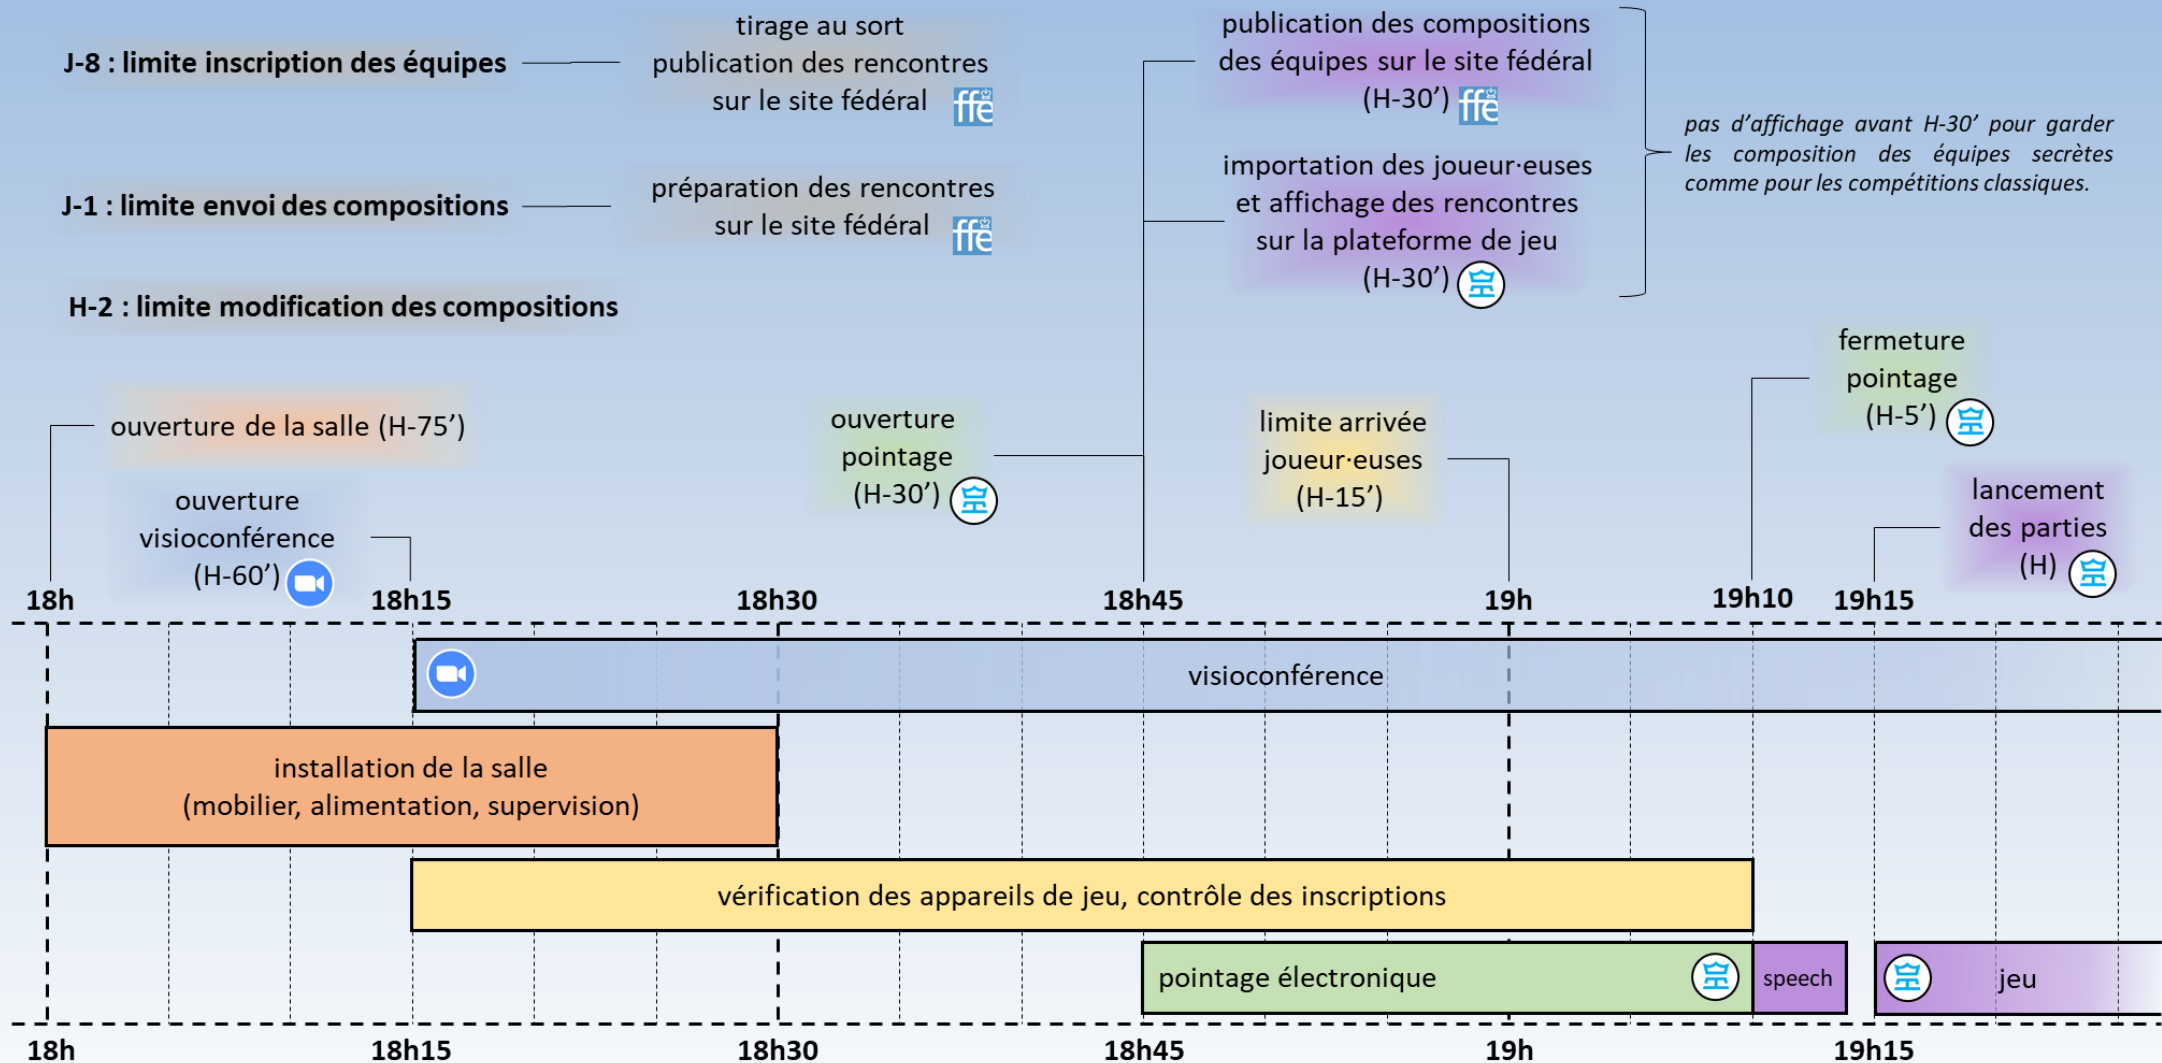 J-8 : limite inscription des équipes
tirage au sort
publication des rencontres
sur le site fédéral
ffe
J-1 : limite envoi des compositions
préparation des rencontres
sur le site fédéral
ffe
H-2 : limite modification des compositions
publication des compositions
des équipes sur le site fédéral
(H-30’)
ffe
importation des joueur·euses
et affichage des rencontres
sur la plateforme de jeu
(H-30’)
pas d’affichage avant H-30’ pour garder
les composition des équipes secrètes
comme pour les compétitions classiques.
ouverture de la salle (H-75’)
ouverture
visioconférence
(H-60’)
ouverture
pointage
(H-30’)
limite arrivée
joueur·euses
(H-15’)
fermeture
pointage
(H-5’)
lancement
des parties
(H)
18h
18h15
18h30
18h45
19h
19h10
19h15
visioconférence
installation de la salle
(mobilier, alimentation, supervision)
vérification des appareils de jeu, contrôle des inscriptions
pointage électronique
speech
jeu
18h
18h15
18h30
18h45
19h
19h15